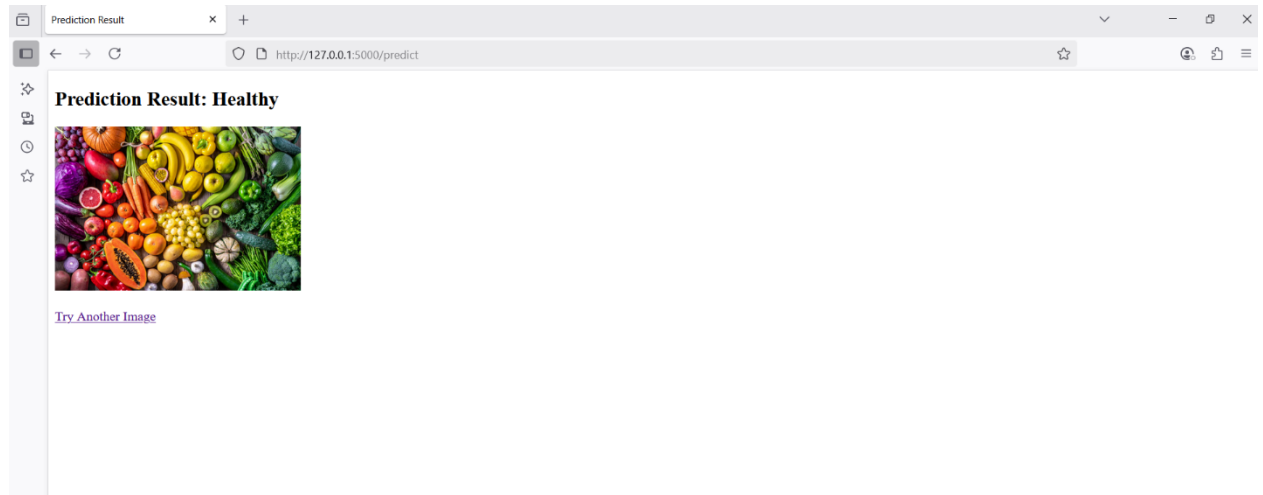 Prediction Result
http://127.0.0.1:5000/predict
Prediction Result: Healthy
Try Another Image